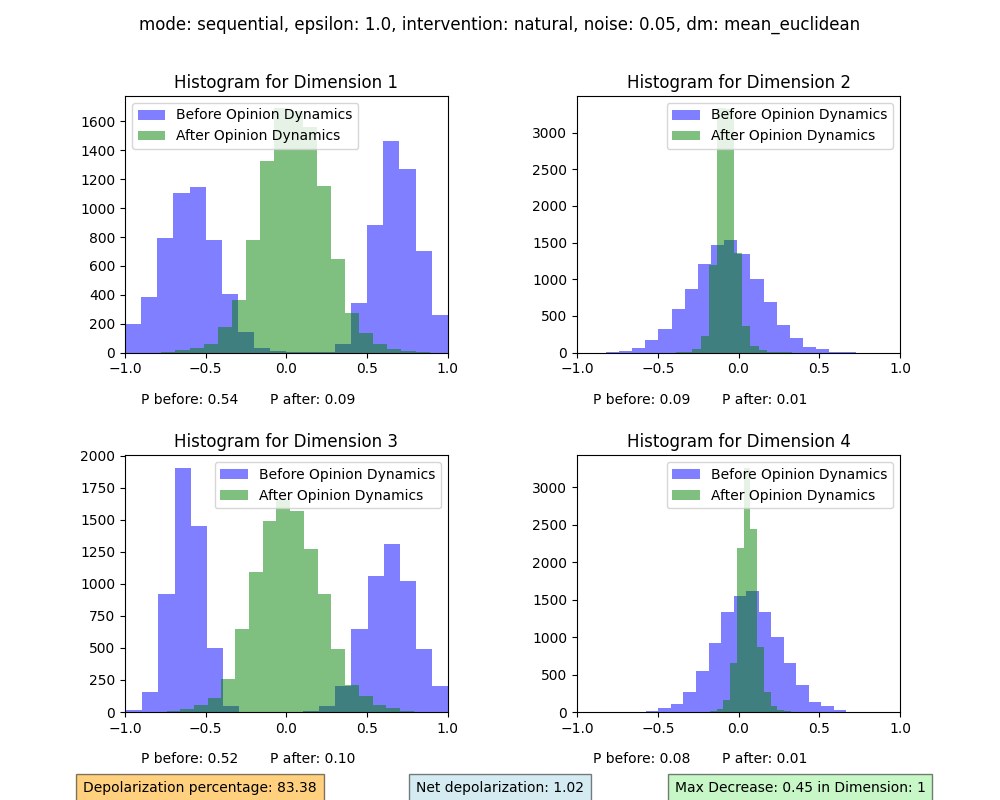 mode: sequential, epsilon: 1.0, intervention: natural, noise: 0.05, dm: mean_euclidean
Histogram for Dimension 1
Before Opinion Dynamics
After Opinion Dynamics
1600
1400
1200
1000
800
600
400
200
0
−1.0 −0.5 0.0 0.5 1.0
P before: 0.54 P after: 0.09
Histogram for Dimension 2
Before Opinion Dynamics
After Opinion Dynamics
3000
2500
2000
1500
1000
500
0
−1.0 −0.5 0.0 0.5 1.0
P before: 0.09 P after: 0.01
Histogram for Dimension 3
Before Opinion Dynamics
After Opinion Dynamics
2000
1750
1500
1250
1000
750
500
250
0
−1.0 −0.5 0.0 0.5 1.0
P before: 0.52 P after: 0.10
Histogram for Dimension 4
Before Opinion Dynamics
After Opinion Dynamics
3000
2500
2000
1500
1000
500
0
−1.0 −0.5 0.0 0.5 1.0
P before: 0.08 P after: 0.01
Depolarization percentage: 83.38
Net depolarization: 1.02
Max Decrease: 0.45 in Dimension: 1